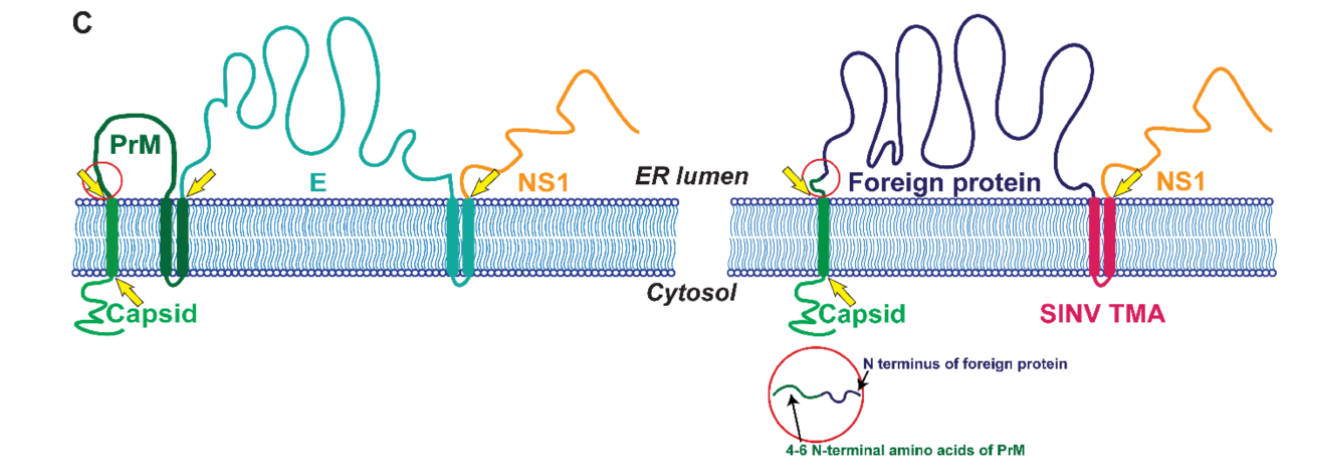 C
PrM
E
NS1
ER lumen
Foreign protein
NS1
Cytosol
Capsid
Capsid
SINV TMA
N terminus of foreign protein
4-6 N-terminal amino acids of PrM